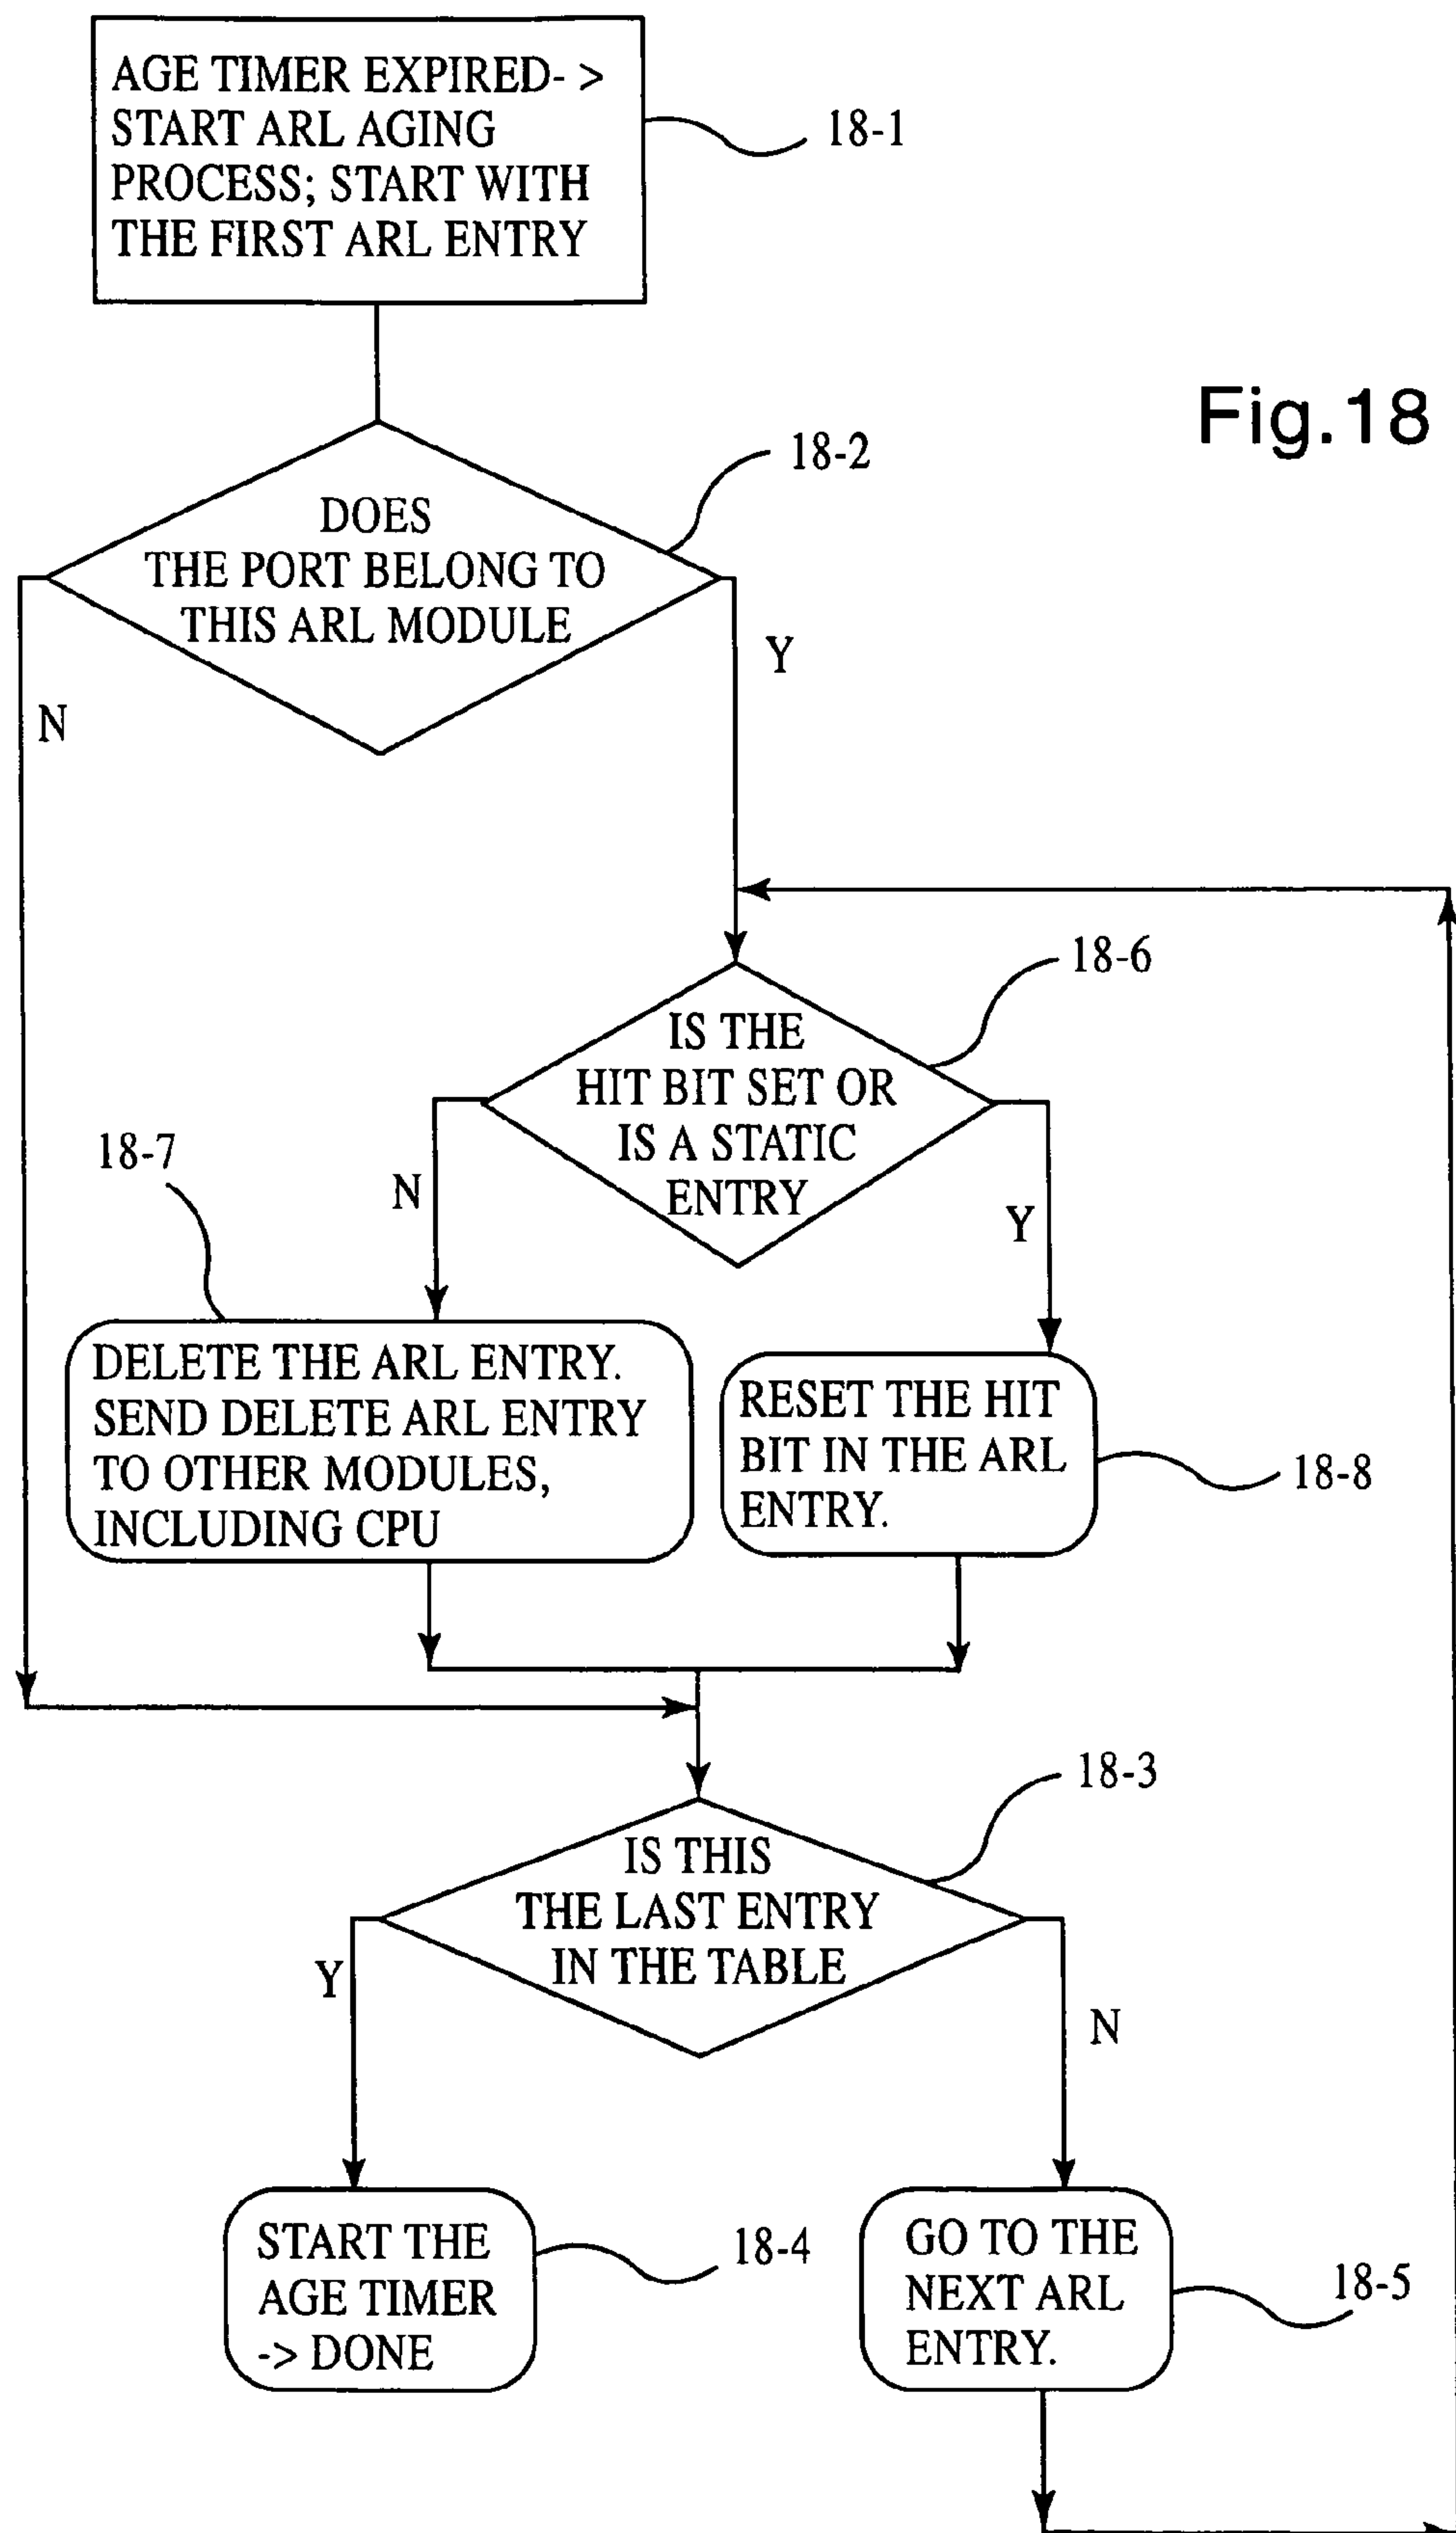 AGE TIMER EXPIRED- >
START ARL AGING
PROCESS; START WITH
THE FIRST ARL ENTRY
18-1
Fig.18
18-2
DOES
THE PORT BELONG TO
THIS ARL MODULE
Y
N
18-6
IS THE
HIT BIT SET OR
IS A STATIC
ENTRY
18-7
N
Y
DELETE THE ARL ENTRY.
SEND DELETE ARL ENTRY
TO OTHER MODULES,
INCLUDING CPU
RESET THE HIT
BIT IN THE ARL
ENTRY.
18-8
18-3
IS THIS
THE LAST ENTRY
IN THE TABLE
Y
N
START THE
AGE TIMER
-> DONE
18-4
GO TO THE
NEXT ARL
ENTRY.
18-5